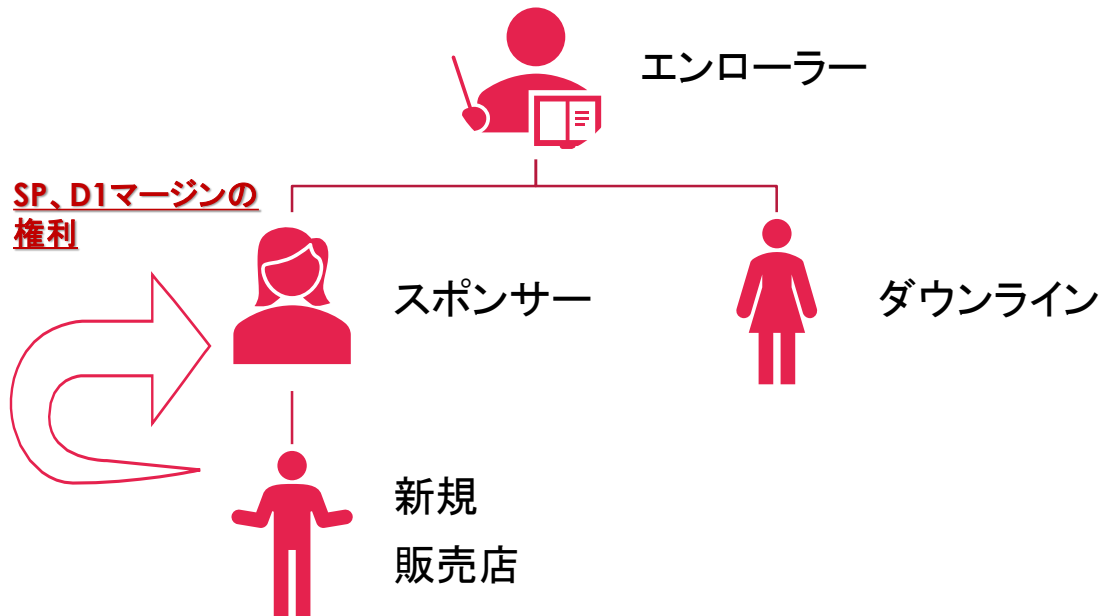 エンローラー
SP、D1マージンの
権利
スポンサー
ダウンライン
新規
販売店